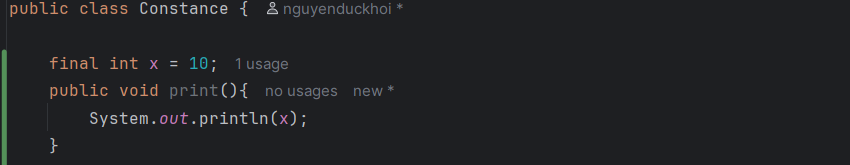 public class Constance { nguyenduckhoi *
final int x = 10; 1 usage
public void print(){ no usages new *
System.out.println(x);
}